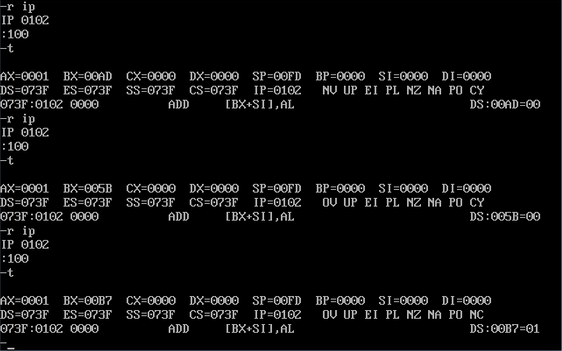 -r ip
IP 0102
:100
-t
AX=0001 BX=00AD CX=0000 DX=0000 SP=00FD BP=0000 SI=0000 DI=0000
DS=073F ES=073F SS=073F CS=073F IP=0102 NV UP EI PL NZ NA PO CY
073F:0102 0000 ADD [BX+SI],AL DS:00AD=00
-r ip
IP 0102
:100
-t
AX=0001 BX=005B CX=0000 DX=0000 SP=00FD BP=0000 SI=0000 DI=0000
DS=073F ES=073F SS=073F CS=073F IP=0102 OV UP EI PL NZ NA PO CY
073F:0102 0000 ADD [BX+SI],AL DS:005B=00
-r ip
IP 0102
:100
-t
AX=0001 BX=00B7 CX=0000 DX=0000 SP=00FD BP=0000 SI=0000 DI=0000
DS=073F ES=073F SS=073F CS=073F IP=0102 OV UP EI PL NZ NA PO NC
073F:0102 0000 ADD [BX+SI],AL DS:00B7=01
-_